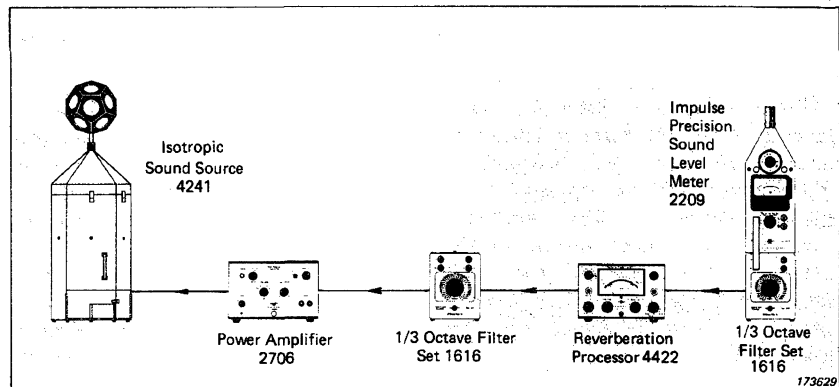 Isotropic
Sound Source
4241
Power Amplifier
2706
1/3 Octave Filter
Set 1616
Reverberation
Processor 4422
Impulse
Precision
Sound
Level
Meter
2209
1/3 Octave
Filter Set
1616
173629